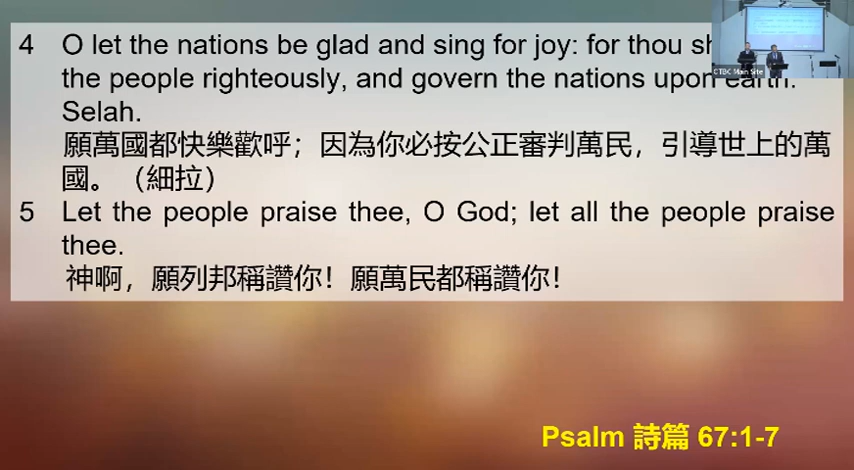 4 O let the nations be glad and sing for joy: for thou
the people righteously, and govern the nations upon earth.
Selah.
願萬國都快樂歡呼；因為你必按公正審判萬民，引導世上的萬
國。（細拉）
5 Let the people praise thee, O God; let all the people praise
thee.
神啊，願列邦稱讚你！願萬民都稱讚你！
Psalm 詩篇 67:1-7
CTBC Main Site